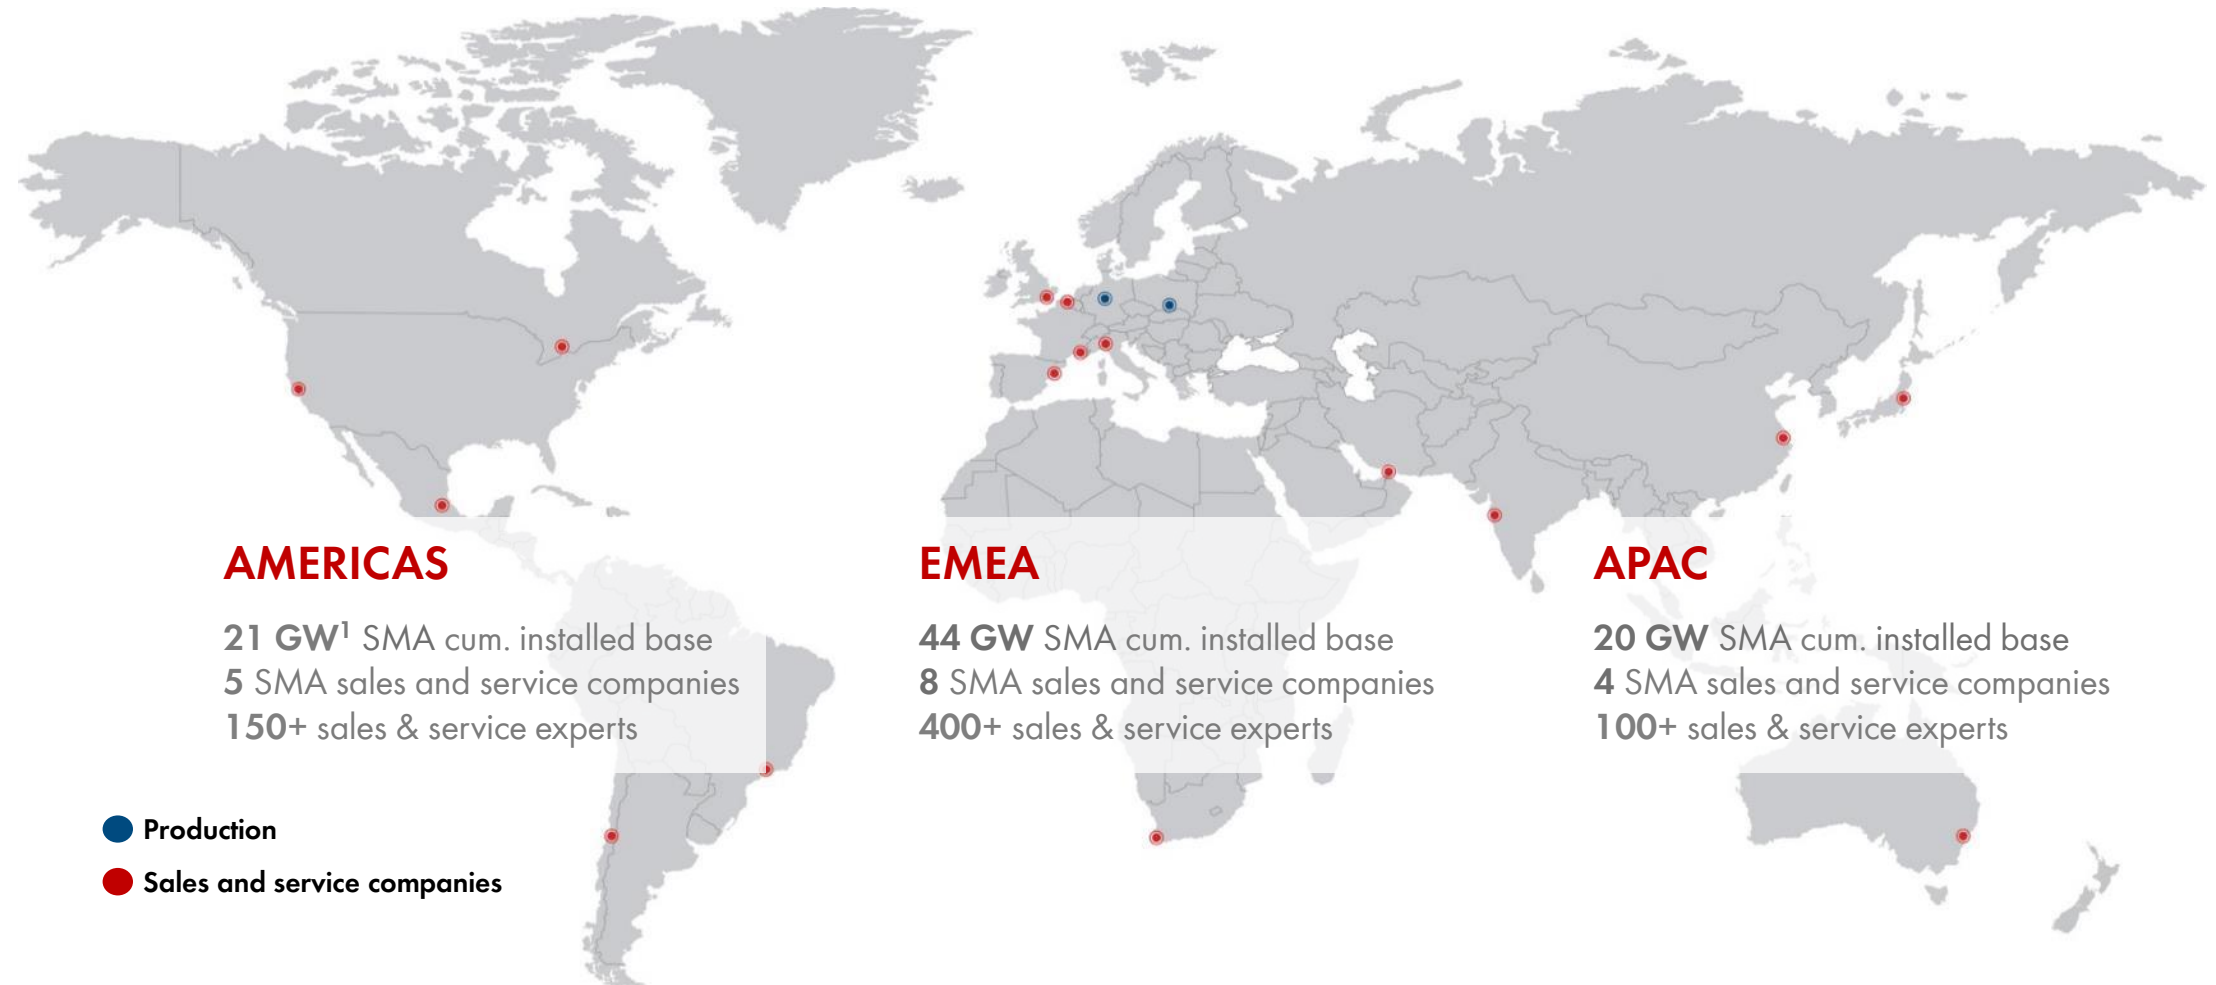 AMERICAS
21 GW¹ SMA cum. installed base
5 SMA sales and service companies
150+ sales & service experts
EMEA
44 GW SMA cum. installed base
8 SMA sales and service companies
400+ sales & service experts
APAC
20 GW SMA cum. installed base
4 SMA sales and service companies
100+ sales & service experts
Production
Sales and service companies